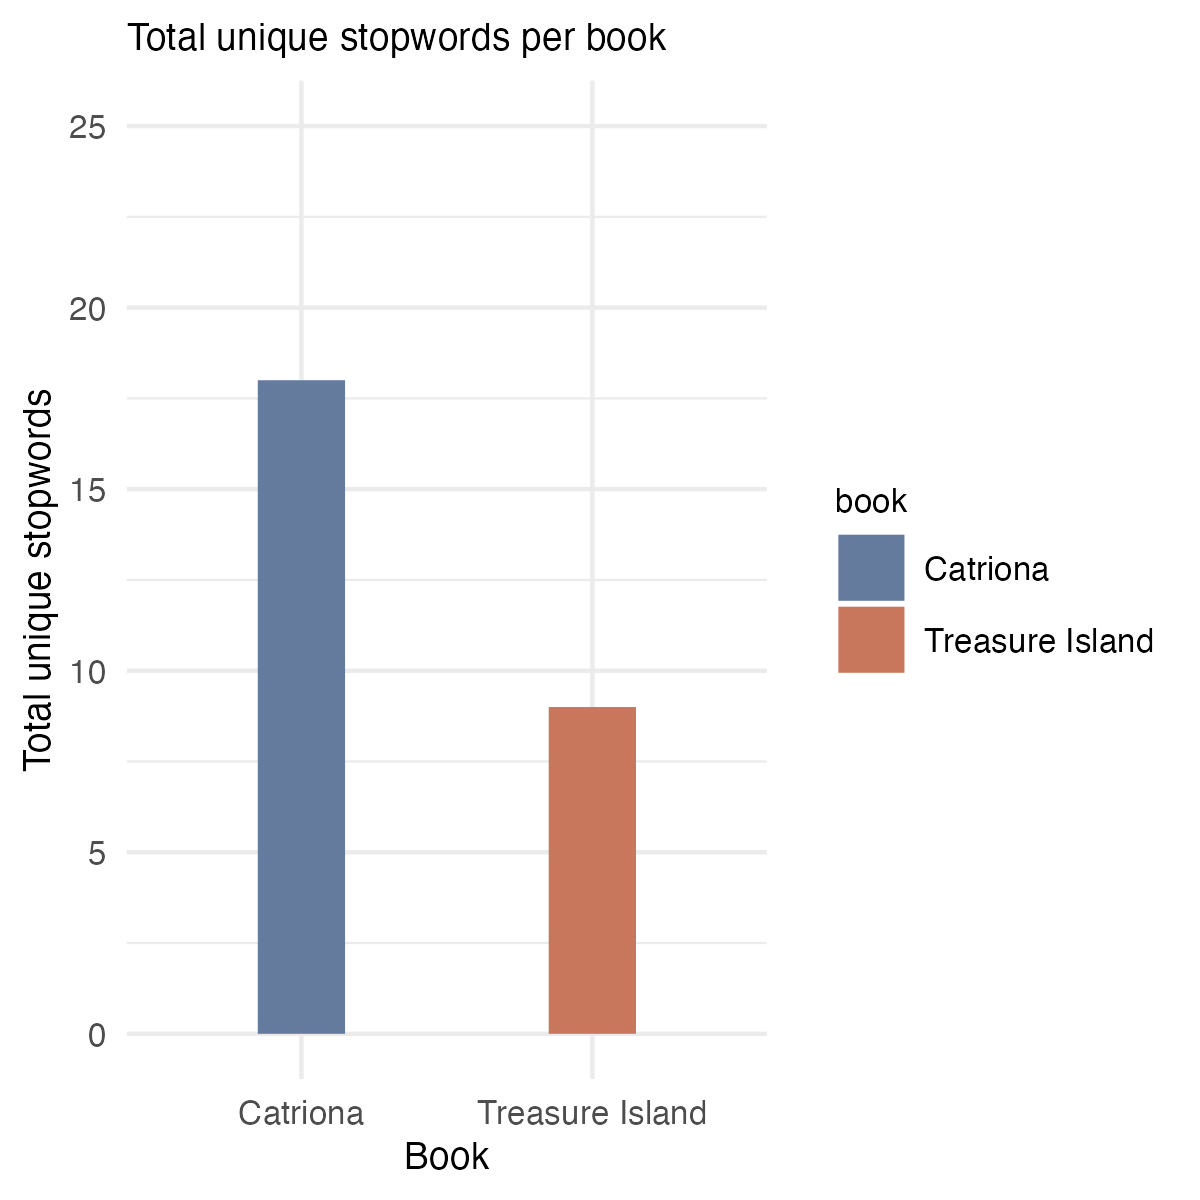 Total unique stopwords per book
Total unique stopwords
25
20
15
10
5
0
Catriona
Treasure Island
Book
book
Catriona
Treasure Island